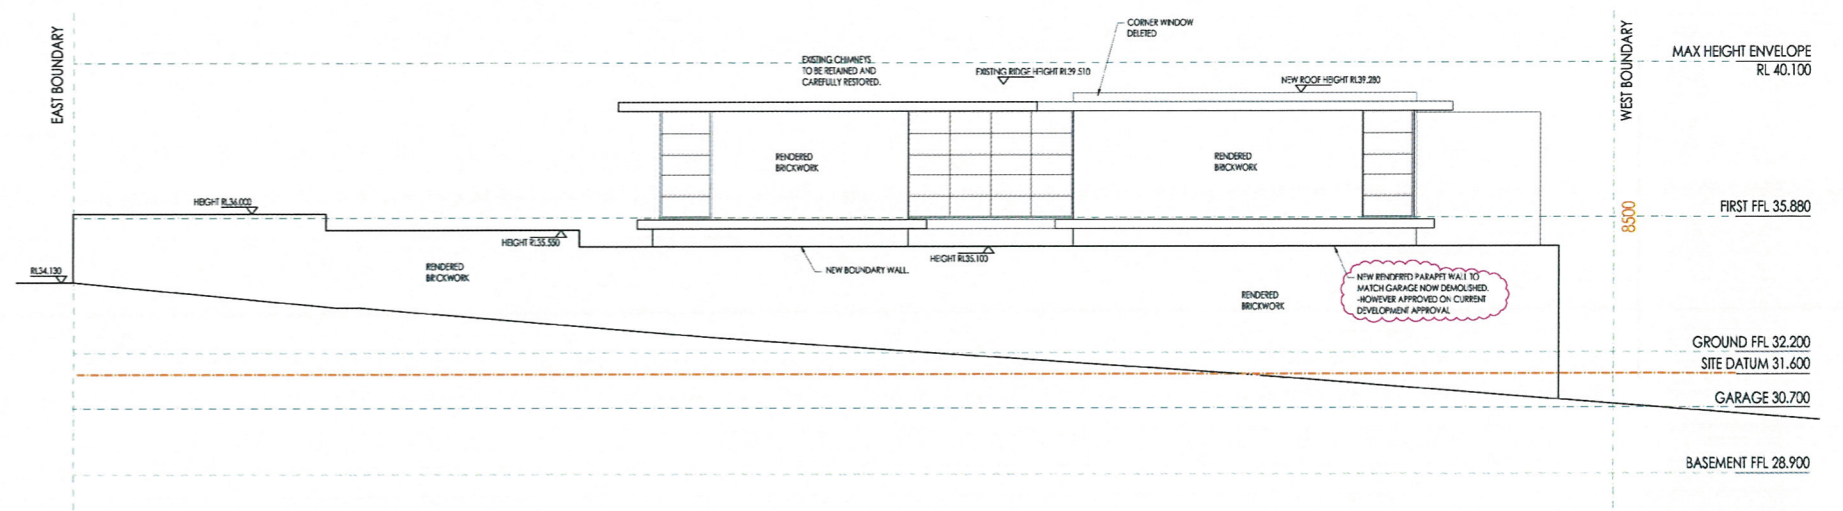 EAST BOUNDARY
CORNER WINDOW
DELETED
WEST BOUNDARY
MAX HEIGHT ENVELOPE
RL 40.100
EXISTING CHIMNEYS
TO BE RETAINED AND
CAREFULLY RESTORED.
EXISTING RIDGE HEIGHT RL39.510
NEW ROOF HEIGHT RL39.280
RENDERED
BRICKWORK
RENDERED
BRICKWORK
HEIGHT RL36.000
FIRST FFL 35.880
8500
HEIGHT RL35.550
HEIGHT RL35.100
RL34.130
RENDERED
BRICKWORK
NEW BOUNDARY WALL.
RENDERED
BRICKWORK
NEW RENDERED PARAPET WALL TO
MATCH GARAGE NOW DEMOLISHED.
-HOWEVER APPROVED ON CURRENT
DEVELOPMENT APPROVAL
GROUND FFL 32.200
SITE DATUM 31.600
GARAGE 30.700
BASEMENT FFL 28.900